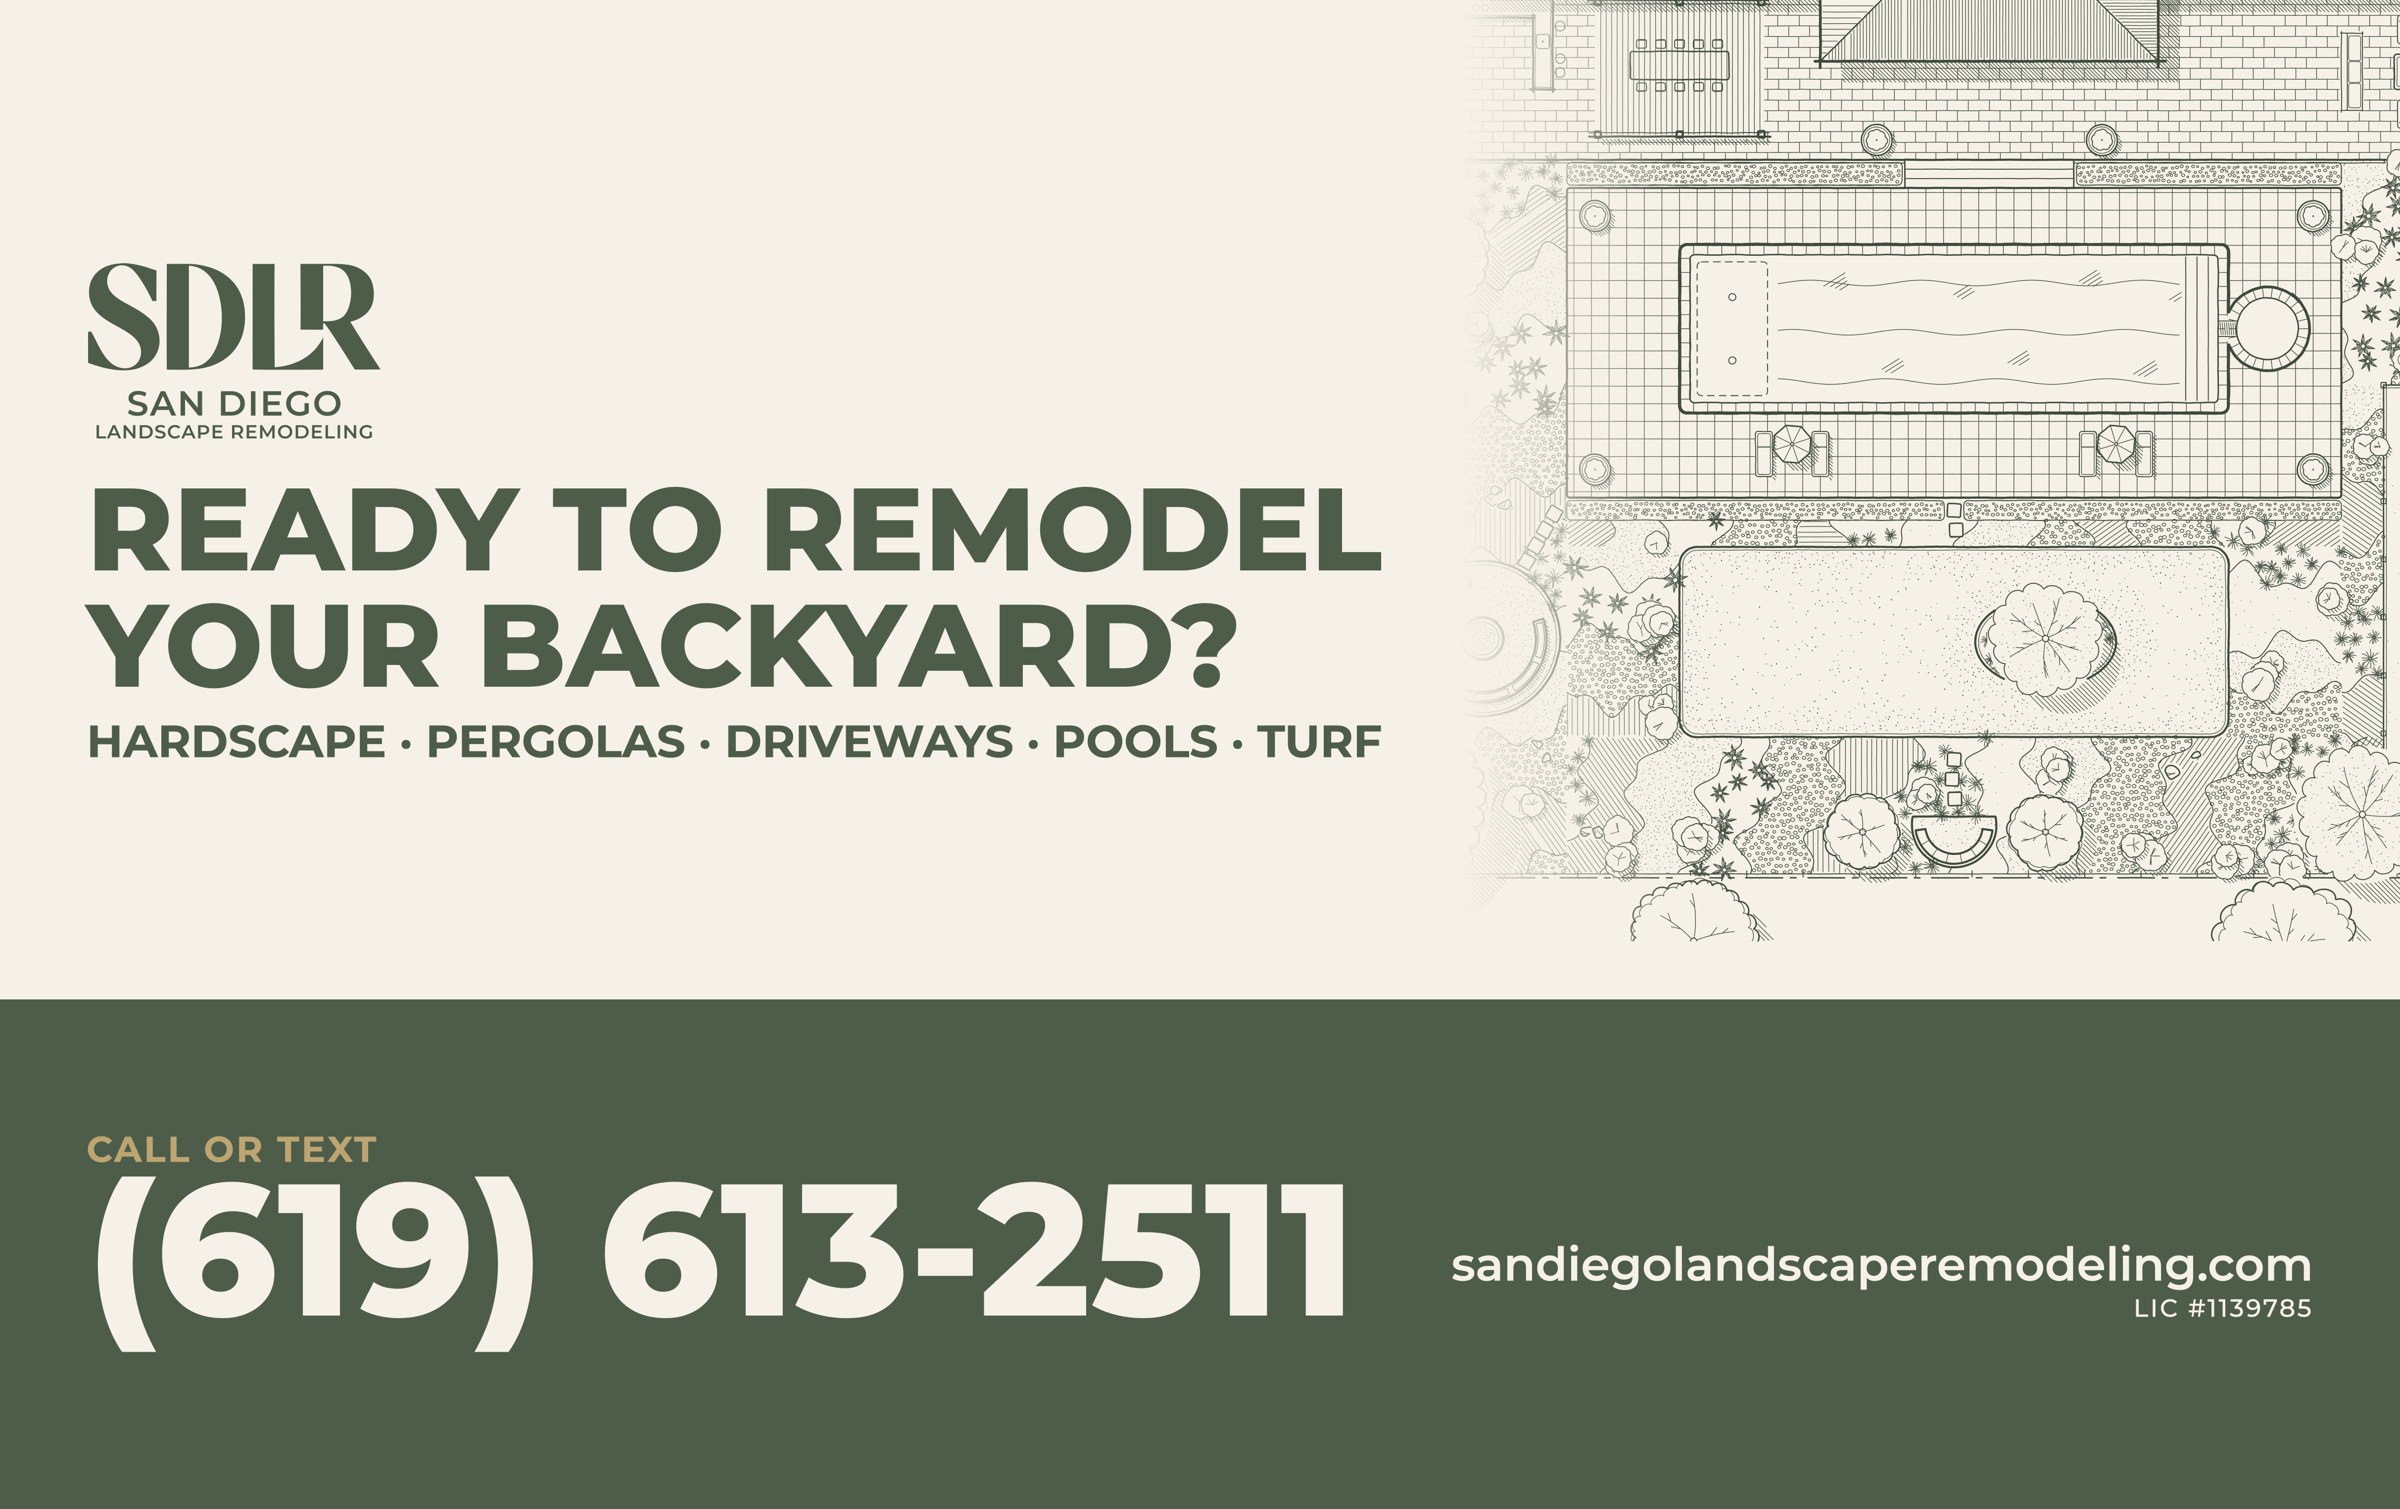 SDLR
SAN DIEGO
LANDSCAPE REMODELING
READY TO REMODEL
YOUR BACKYARD?
HARDSCAPE · PERGOLAS · DRIVEWAYS · POOLS · TURF
CALL OR TEXT
(619) 613-2511
sandiegolandscaperemodeling.com
LIC #1139785